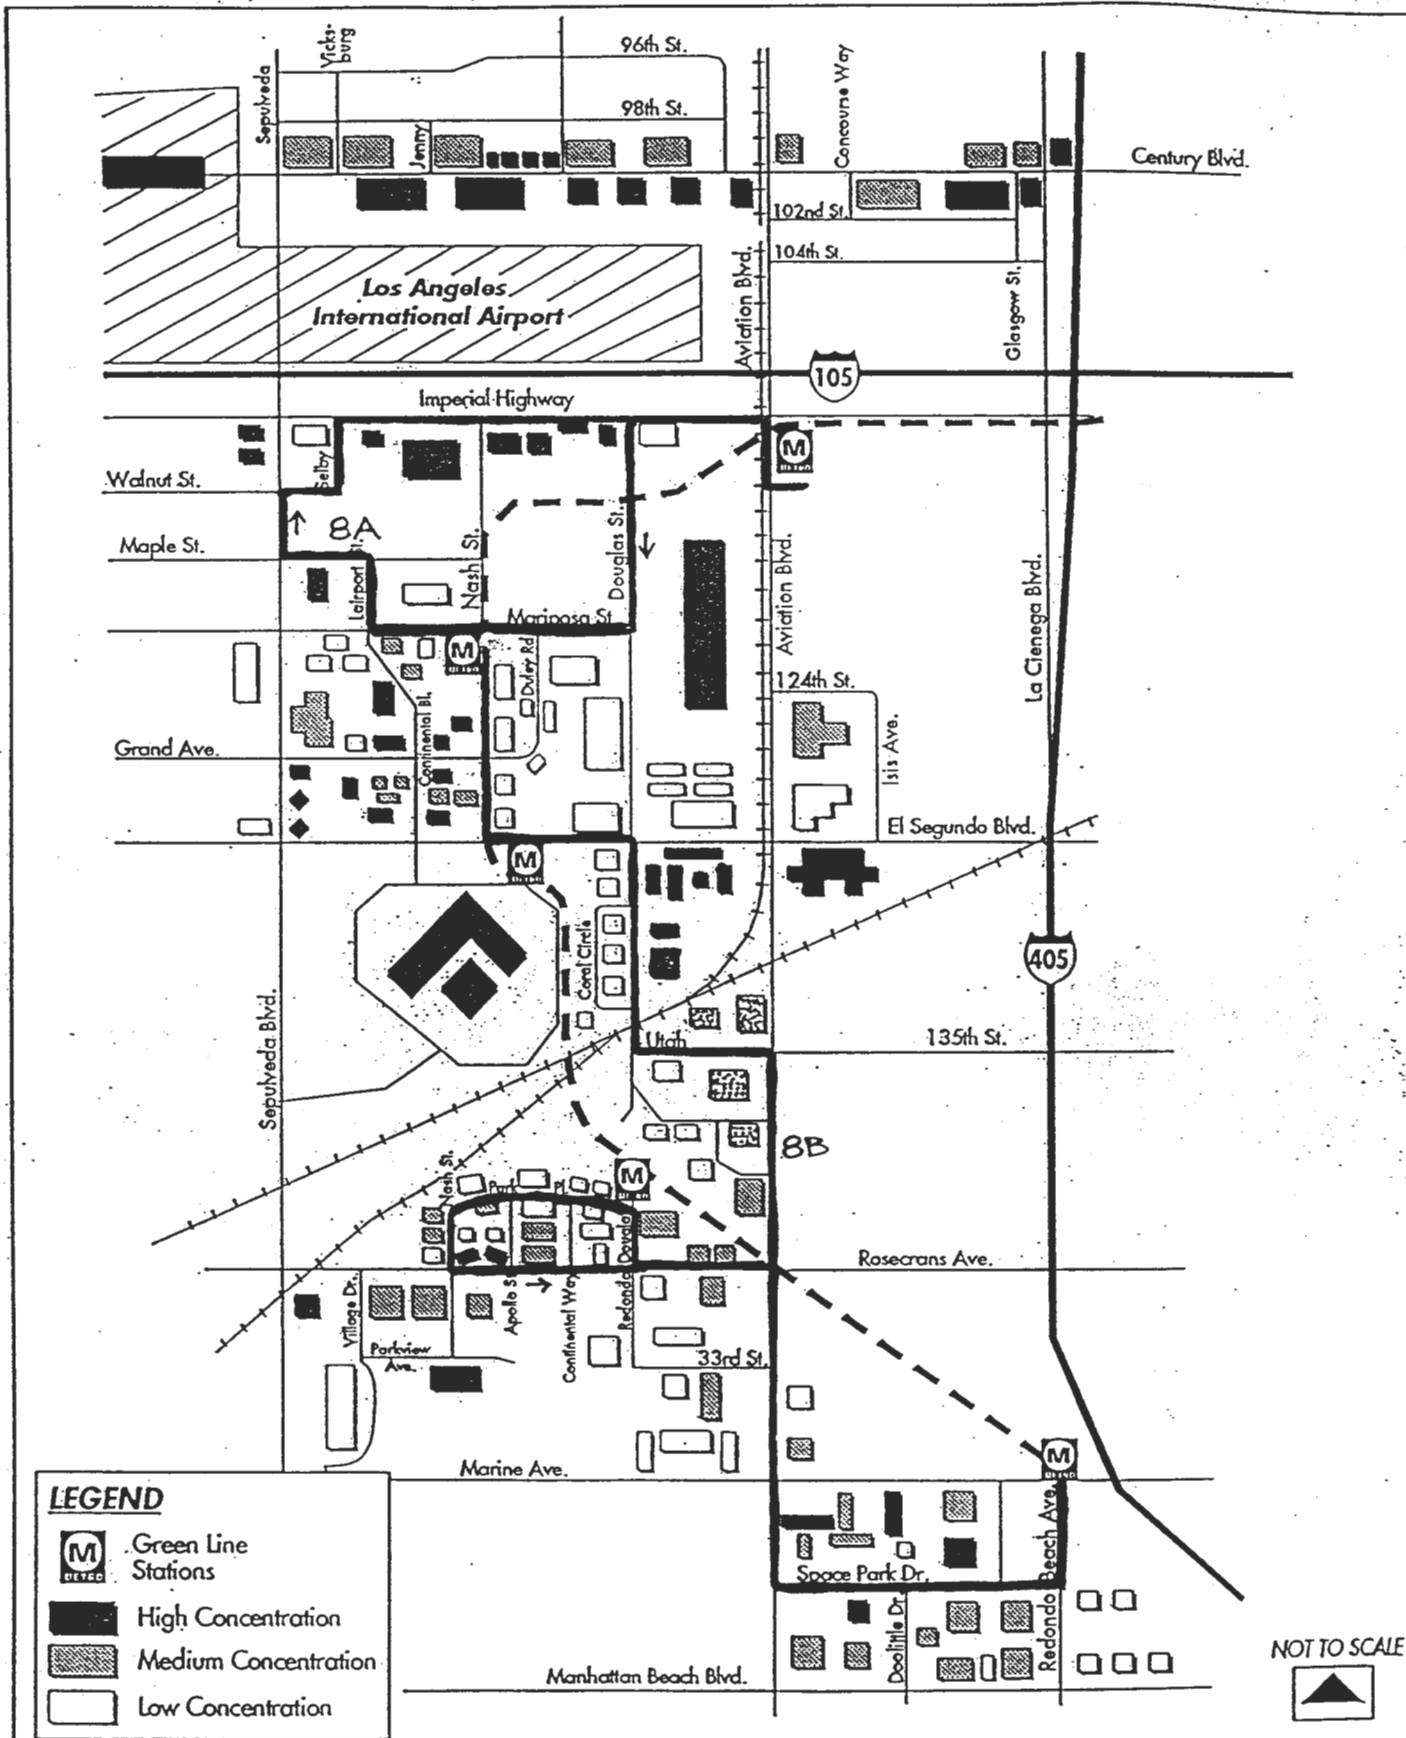 Vicks-
burg
96th St.
Sepulveda
98th St.
Jenny
Concourse Way
Century Blvd.
102nd St.
104th St.
Aviation Blvd.
Glasgow St.
Los Angeles
International Airport
105
Imperial Highway
M
Walnut St.
Selby
8A
Maple St.
Lairport St.
Nash St.
Douglas St.
Aviation Blvd.
La Cienega Blvd.
Mariposa St
M
Duley Rd
124th St.
Continental Bl.
Grand Ave.
Isis Ave.
El Segundo Blvd.
M
Coral Circle
405
Sepulveda Blvd.
Utah
135th St.
8B
Nash St.
Park Pl.
M
Redondo
Douglas
Rosecrans Ave.
Village Dr.
Apollo St
Continental Way
Parkview
Ave.
33rd St.
M
Marine Ave.
Space Park Dr.
Redondo Beach Ave.
Doolittle Dr
Manhattan Beach Blvd.
LEGEND
M
METRO
Green Line
Stations
High Concentration
Medium Concentration
Low Concentration
NOT TO SCALE